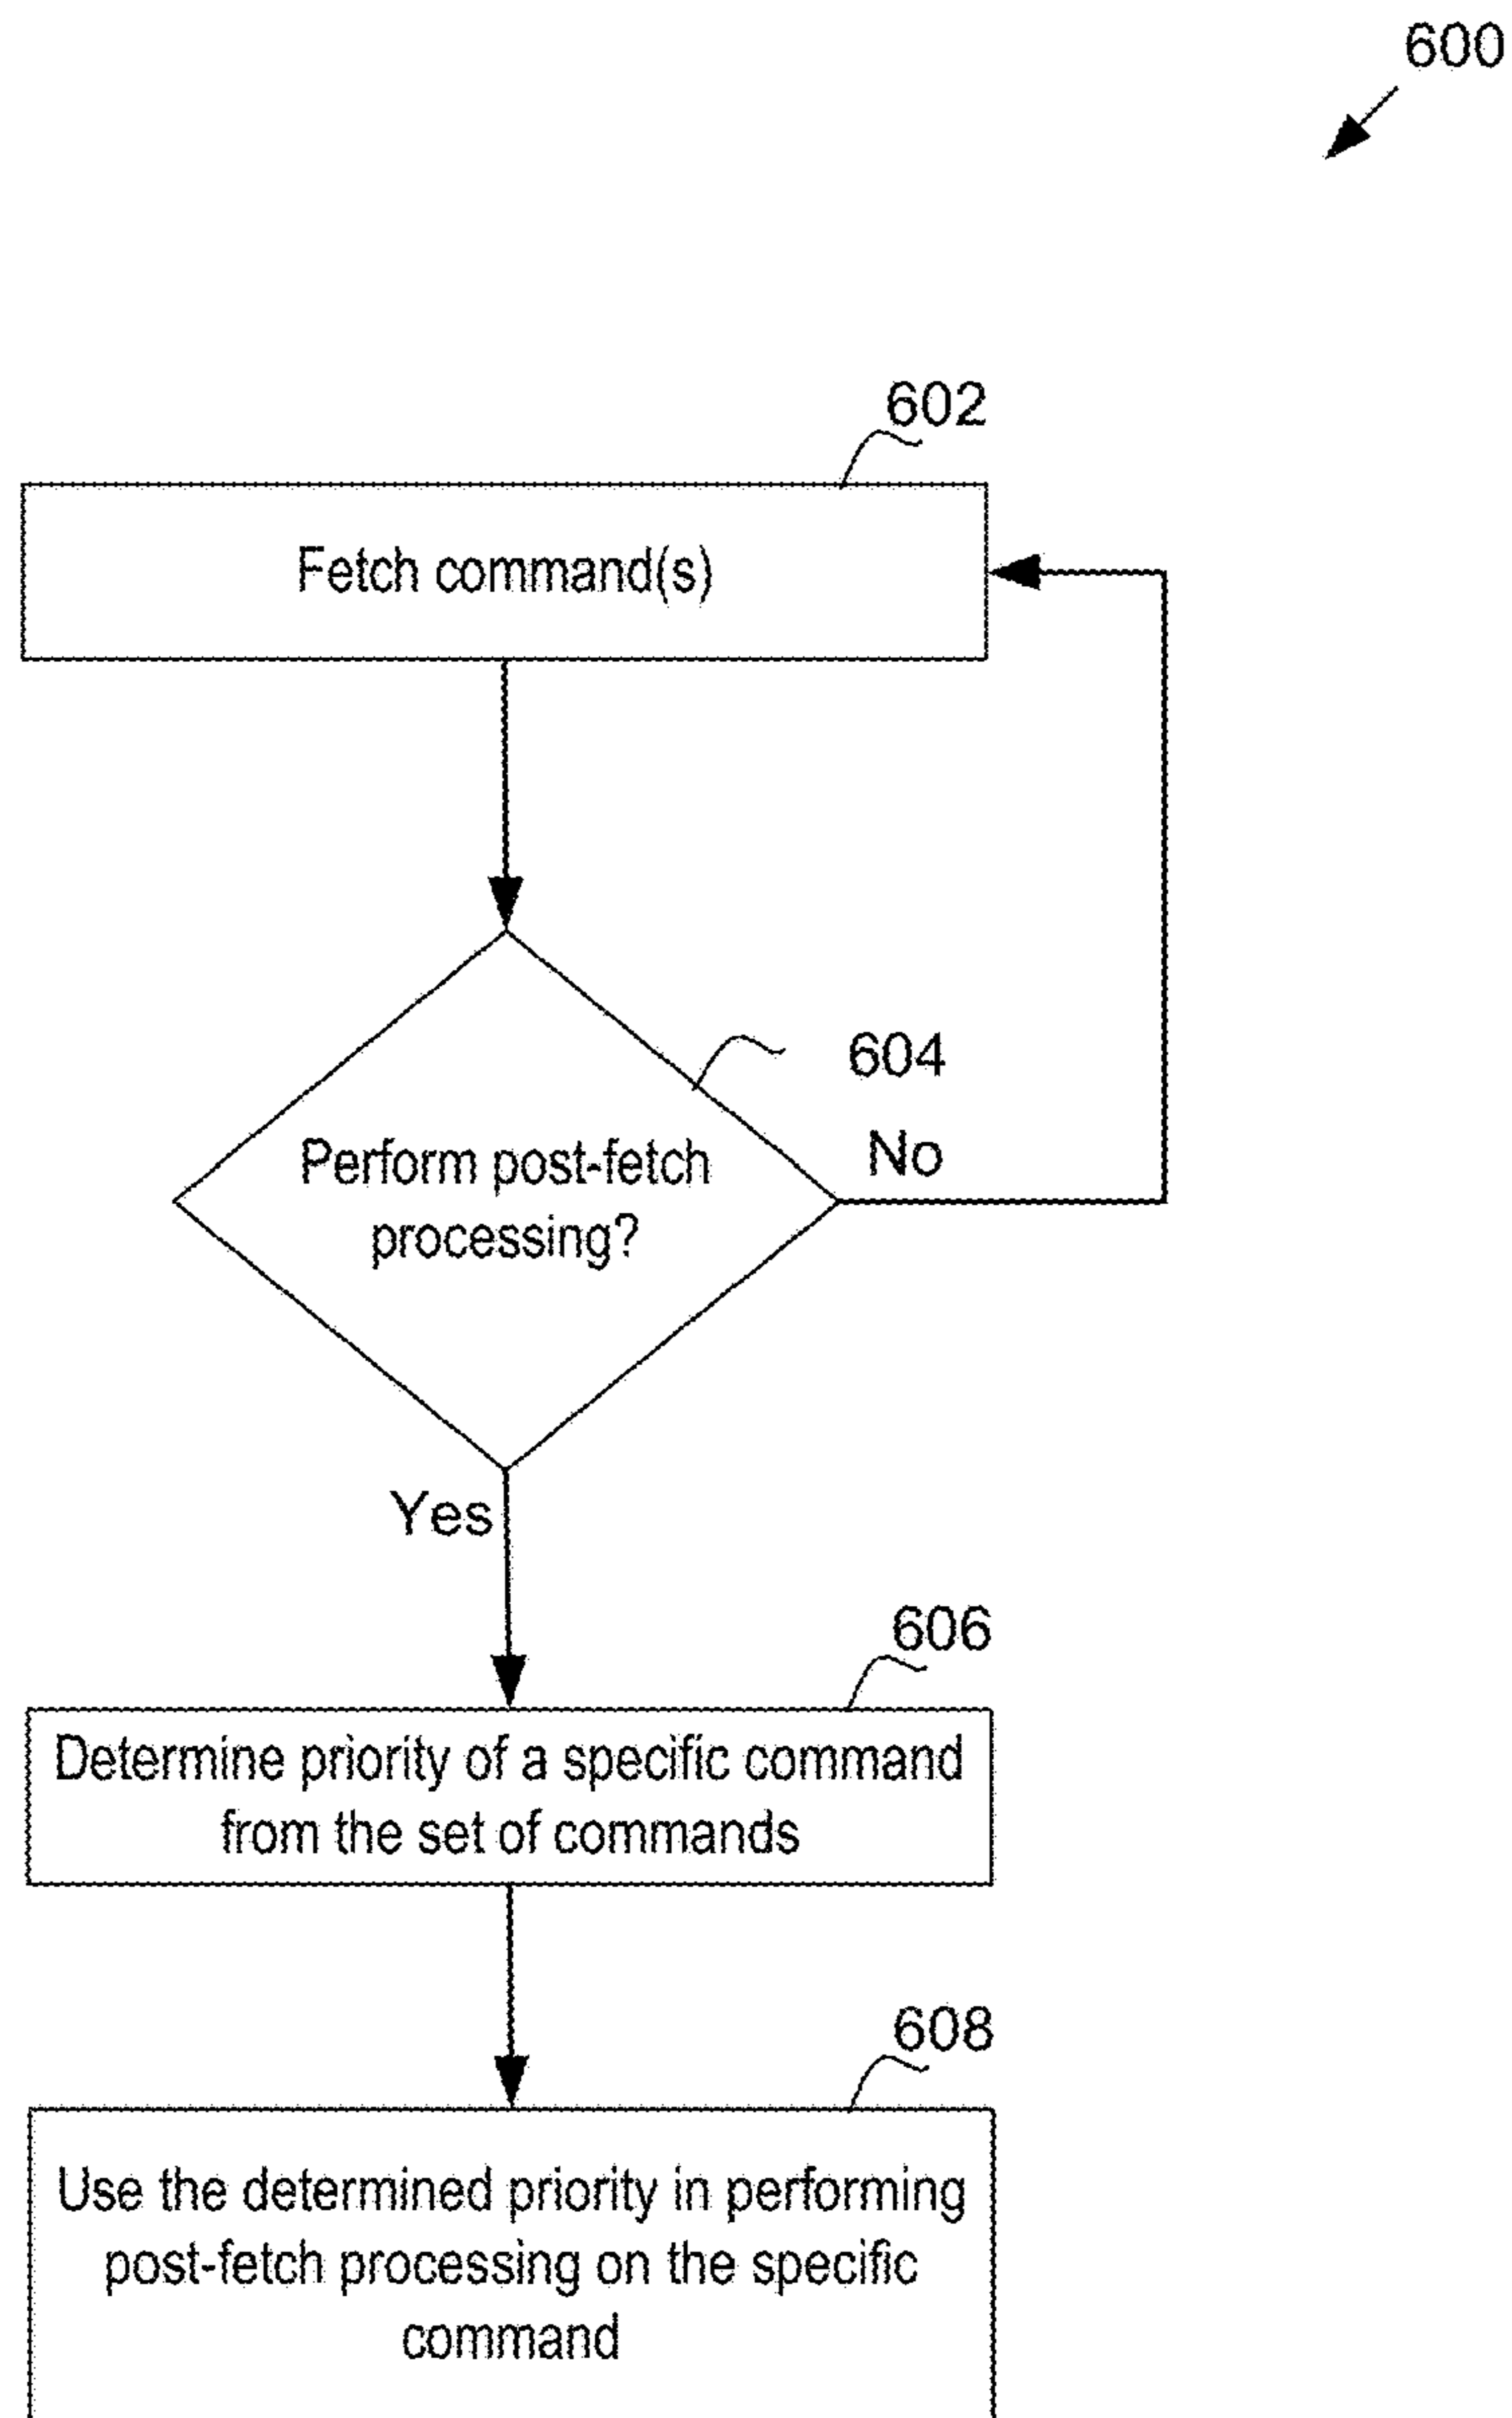 600
602
Fetch command(s)
604
No
Perform post-fetch
processing?
Yes
606
Determine priority of a specific command
from the set of commands
608
Use the determined priority in performing
post-fetch processing on the specific
command